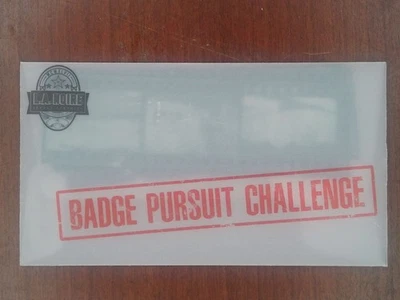 L.A. NOIRE
BADGE PURSUIT CHALLENGE